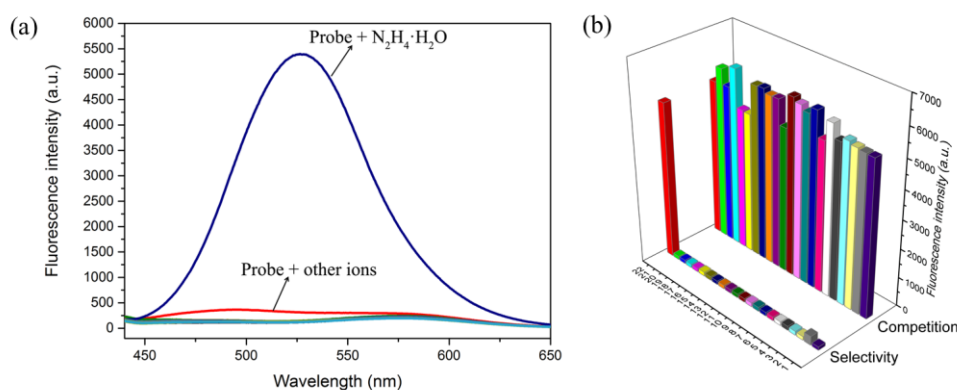 (a)
6000
5500
5000
4500
4000
3500
3000
2500
2000
1500
1000
500
0
Fluorescence intensity (a.u.)
Probe + N₂H₄·H₂O
Probe + other ions
450 500 550 600 650
Wavelength (nm)
(b)
7000
6000
5000
4000
3000
2000
1000
0
Fluorescence intensity (a.u.)
Competition
Selectivity